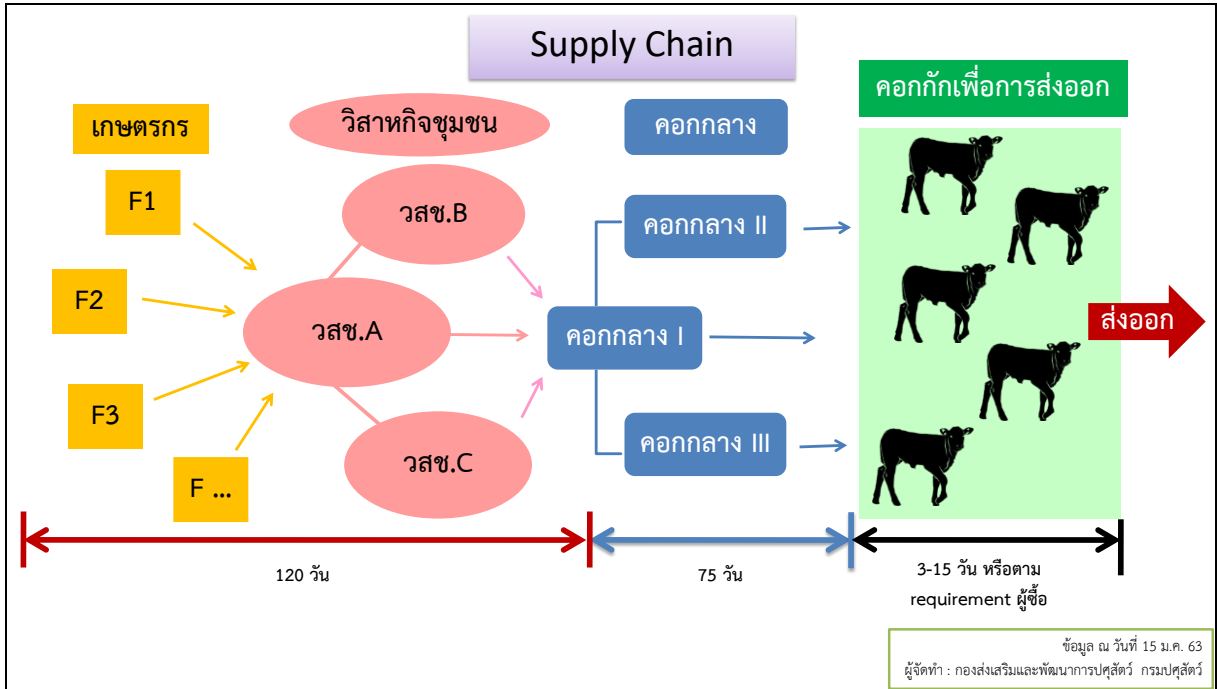 Supply Chain
เกษตรกร
วิสาหกิจชุมชน
คอกกลาง
คอกกักเพื่อการส่งออก
F1
F2
F3
F ...
วสช.B
วสช.A
วสช.C
คอกกลาง II
คอกกลาง I
คอกกลาง III
ส่งออก
120 วัน
75 วัน
3-15 วัน หรือตาม
requirement ผู้ซื้อ
ข้อมูล ณ วันที่ 15 ม.ค. 63
ผู้จัดทำ : กองส่งเสริมและพัฒนาการปศุสัตว์ กรมปศุสัตว์